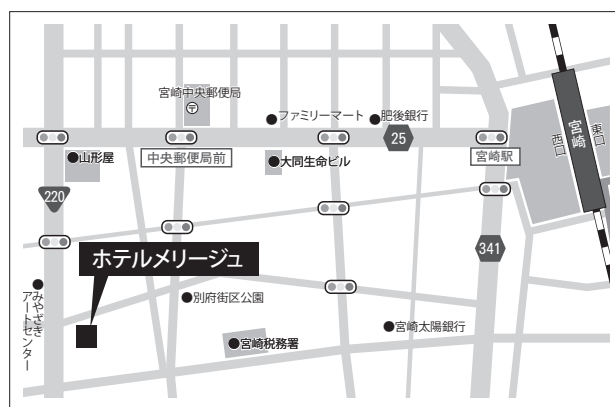 宮崎中央郵便局
〒
●ファミリーマート
●肥後銀行
25
●山形屋
中央郵便局前
●大同生命ビル
宮崎駅
西口
宮崎
東口
220
341
ホテルメリージュ
●みやざき
アートセンター
●別府街区公園
●宮崎税務署
●宮崎太陽銀行